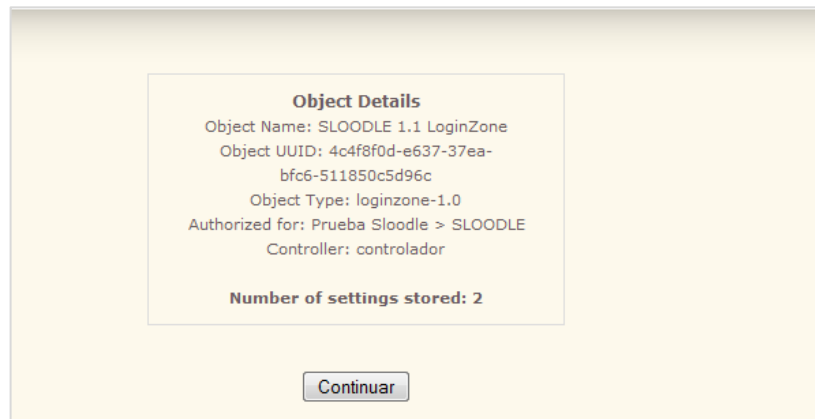 Object Details
Object Name: SLOODLE 1.1 LoginZone
Object UUID: 4c4f8f0d-e637-37ea-
bfc6-511850c5d96c
Object Type: loginzone-1.0
Authorized for: Prueba Sloodle > SLOODLE
Controller: controlador
Number of settings stored: 2
Continuar